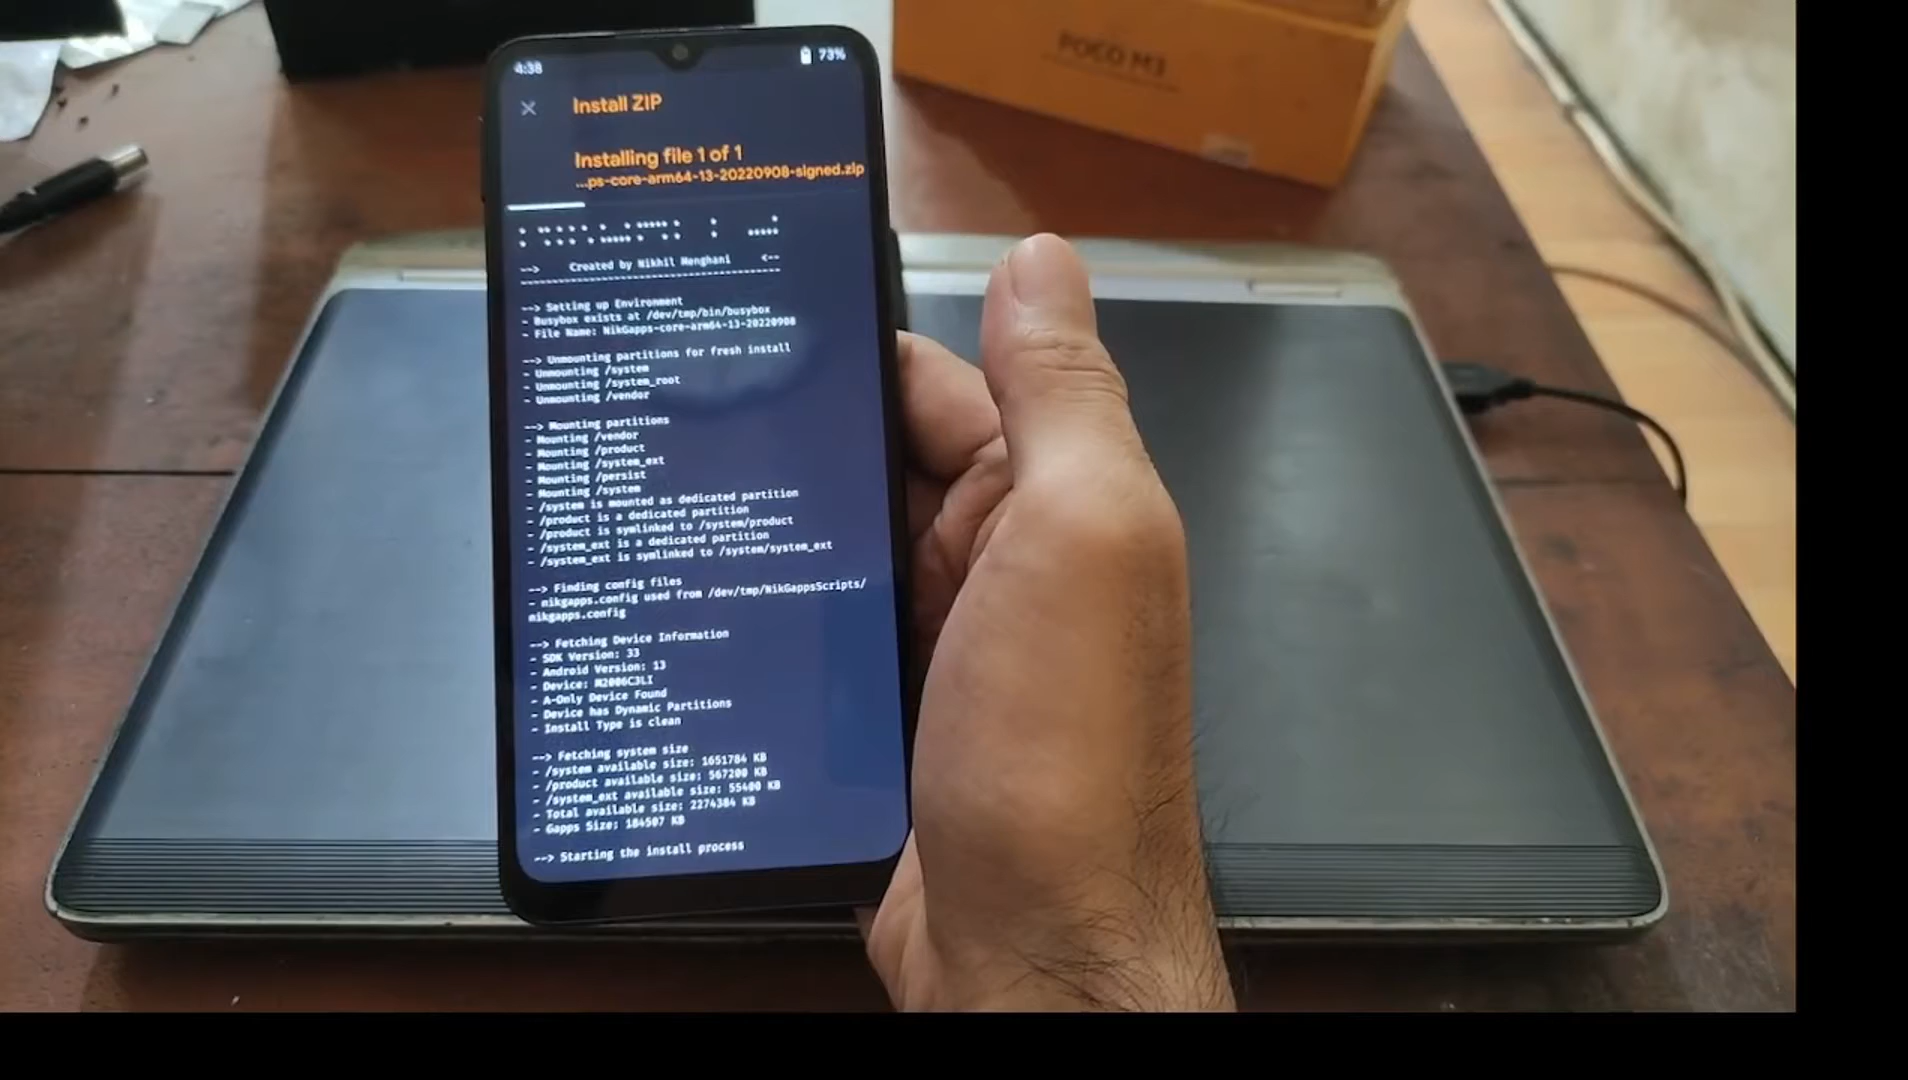 POCO M3
4:38
73%
Install ZIP
Installing file 1 of 1
...ps-core-arm64-13-20220908-signed.zip
--> Created by Nikhil Menghani <--
--> Setting up Environment
- Busybox exists at /dev/tmp/bin/busybox
- File Name: NikGapps-core-arm64-13-20220908
--> Unmounting partitions for fresh install
- Unmounting /system
- Unmounting /system_root
- Unmounting /vendor
--> Mounting partitions
- Mounting /vendor
- Mounting /product
- Mounting /system_ext
- Mounting /persist
- Mounting /system
- /system is mounted as dedicated partition
- /product is a dedicated partition
- /product is symlinked to /system/product
- /system_ext is a dedicated partition
- /system_ext is symlinked to /system/system_ext
--> Finding config files
- nikgapps.config used from /dev/tmp/NikGappsScripts/
nikgapps.config
--> Fetching Device Information
- SDK Version: 33
- Android Version: 13
- Device: M2006C3LI
- A-Only Device Found
- Device has Dynamic Partitions
- Install Type is clean
--> Fetching system size
- /system available size: 1651784 KB
- /product available size: 567200 KB
- /system_ext available size: 55400 KB
- Total available size: 2274384 KB
- Gapps Size: 184507 KB
--> Starting the install process